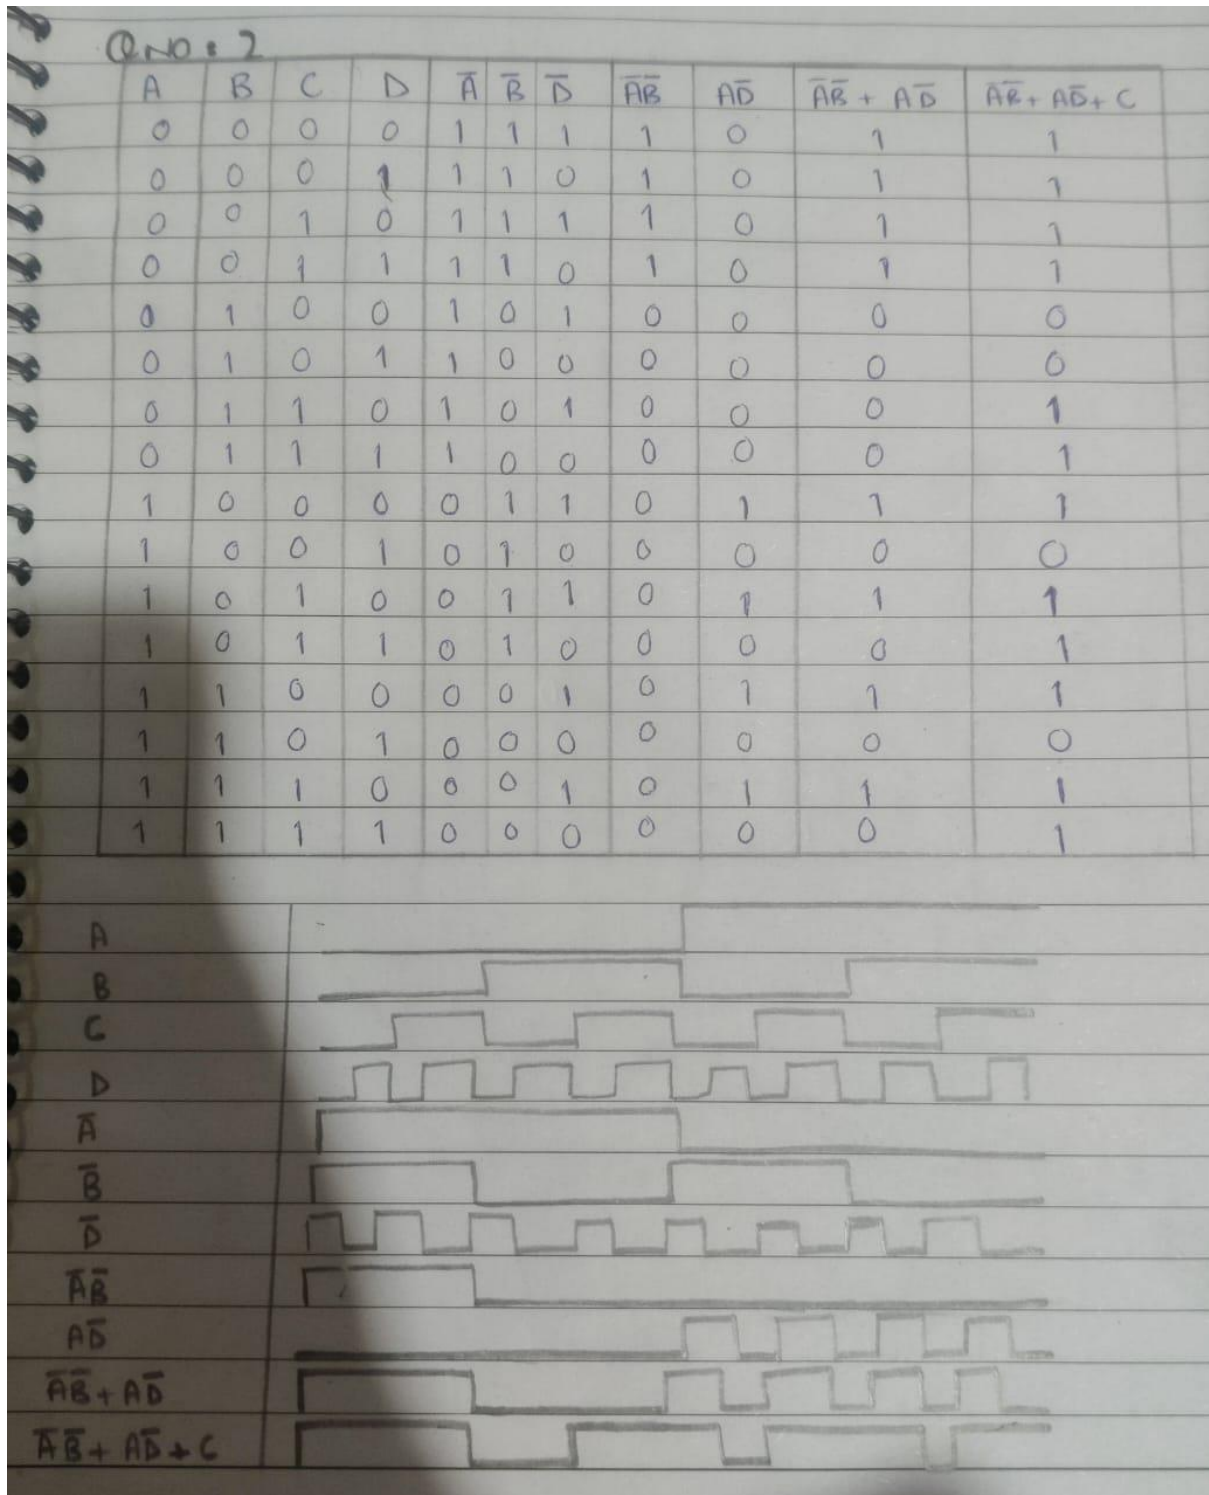 Q NO : 2
A B C D A̅ B̅ D̅ A̅B̅ AD̅ A̅B̅ + AD̅ A̅B̅ + AD̅ + C
0 0 0 0 1 1 1 1 0 1 1
0 0 0 1 1 1 0 1 0 1 1
0 0 1 0 1 1 1 1 0 1 1
0 0 1 1 1 1 0 1 0 1 1
0 1 0 0 1 0 1 0 0 0 0
0 1 0 1 1 0 0 0 0 0 0
0 1 1 0 1 0 1 0 0 0 1
0 1 1 1 1 0 0 0 0 0 1
1 0 0 0 0 1 1 0 1 1 1
1 0 0 1 0 1 0 0 0 0 0
1 0 1 0 0 1 1 0 1 1 1
1 0 1 1 0 1 0 0 0 0 1
1 1 0 0 0 0 1 0 1 1 1
1 1 0 1 0 0 0 0 0 0 0
1 1 1 0 0 0 1 0 1 1 1
1 1 1 1 0 0 0 0 0 0 1
A
B
C
D
A̅
B̅
D̅
A̅B̅
AD̅
A̅B̅ + AD̅
A̅B̅ + AD̅ + C